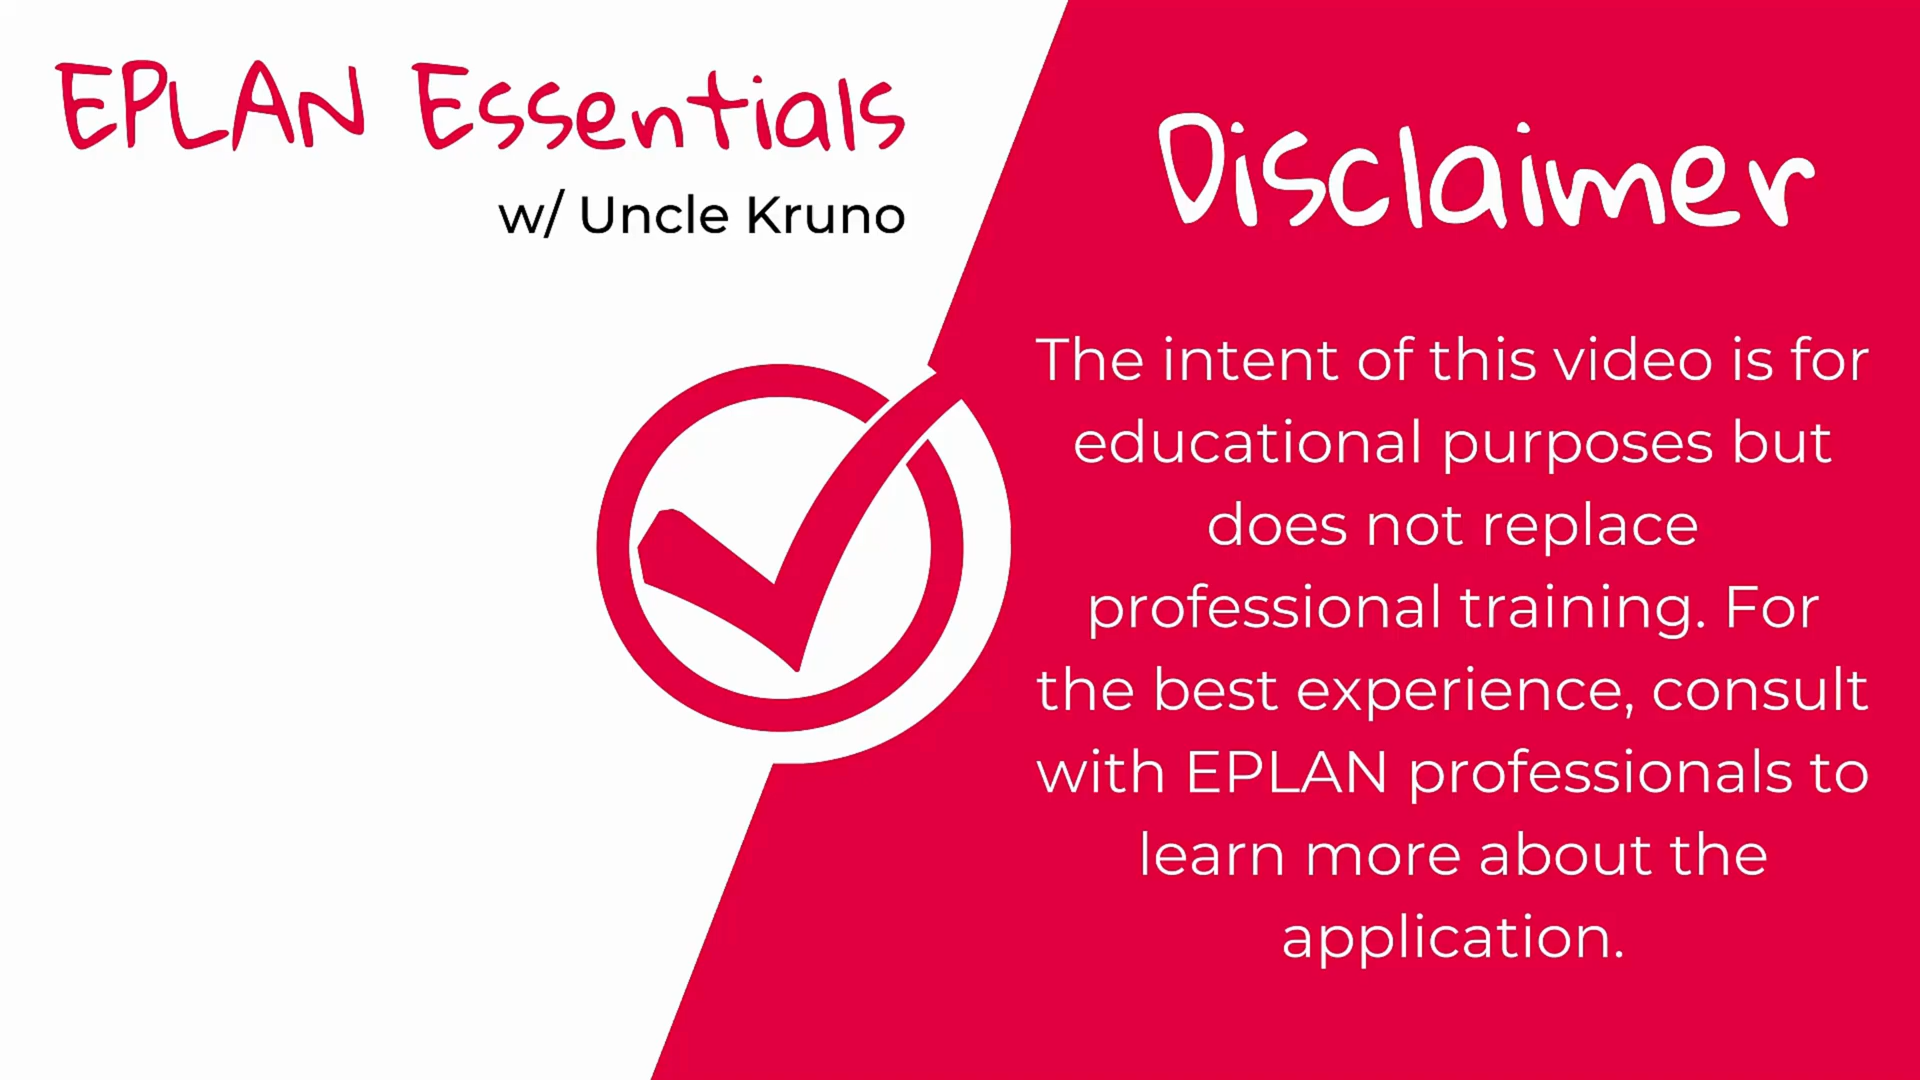 EPLAN Essentials
w/ Uncle Kruno
Disclaimer
The intent of this video is for
educational purposes but
does not replace
professional training. For
the best experience, consult
with EPLAN professionals to
learn more about the
application.